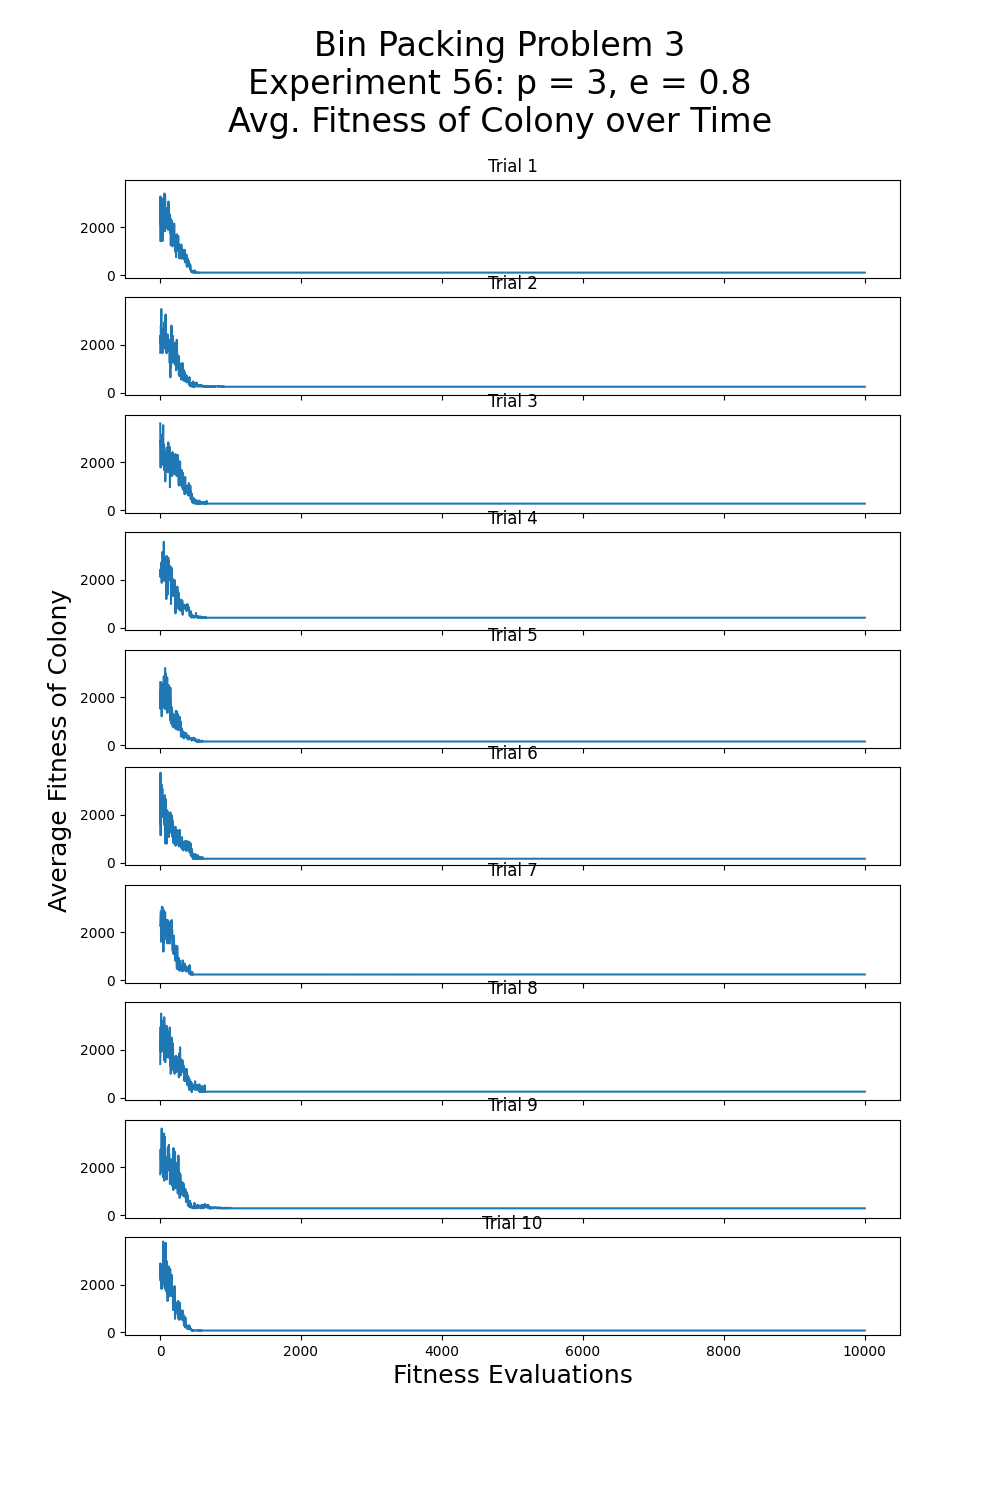 Bin Packing Problem 3
Experiment 56: p = 3, e = 0.8
Avg. Fitness of Colony over Time
Trial 1
2000
0
Trial 2
2000
0
Trial 3
2000
0
Trial 4
2000
0
Trial 5
2000
0
Trial 6
2000
0
Trial 7
2000
0
Trial 8
2000
0
Trial 9
2000
0
Trial 10
2000
0
0 2000 4000 6000 8000 10000
Fitness Evaluations
Average Fitness of Colony